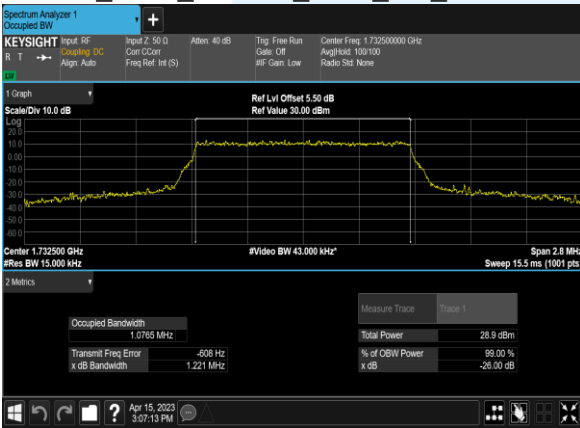 Spectrum Analyzer 1
Occupied BW
+
KEYSIGHT
R T
LW
Input: RF
Coupling: DC
Align: Auto
Input Z: 50 Ω
Corr CCorr
Freq Ref: Int (S)
Atten: 40 dB
Trig: Free Run
Gate: Off
#IF Gain: Low
Center Freq: 1.732500000 GHz
Avg|Hold: 100/100
Radio Std: None
1 Graph
Scale/Div 10.0 dB
Ref Lvl Offset 5.50 dB
Ref Value 30.00 dBm
Log
20.0
10.0
0.00
-10.0
-20.0
-30.0
-40.0
-50.0
-60.0
Center 1.732500 GHz
#Res BW 15.000 kHz
#Video BW 43.000 kHz*
Span 2.8 MHz
Sweep 15.5 ms (1001 pts
2 Metrics
Measure Trace
Trace 1
Occupied Bandwidth
1.0765 MHz
Total Power
28.9 dBm
Transmit Freq Error
-608 Hz
% of OBW Power
99.00 %
x dB Bandwidth
1.221 MHz
x dB
-26.00 dB
?
Apr 15, 2023
3:07:13 PM